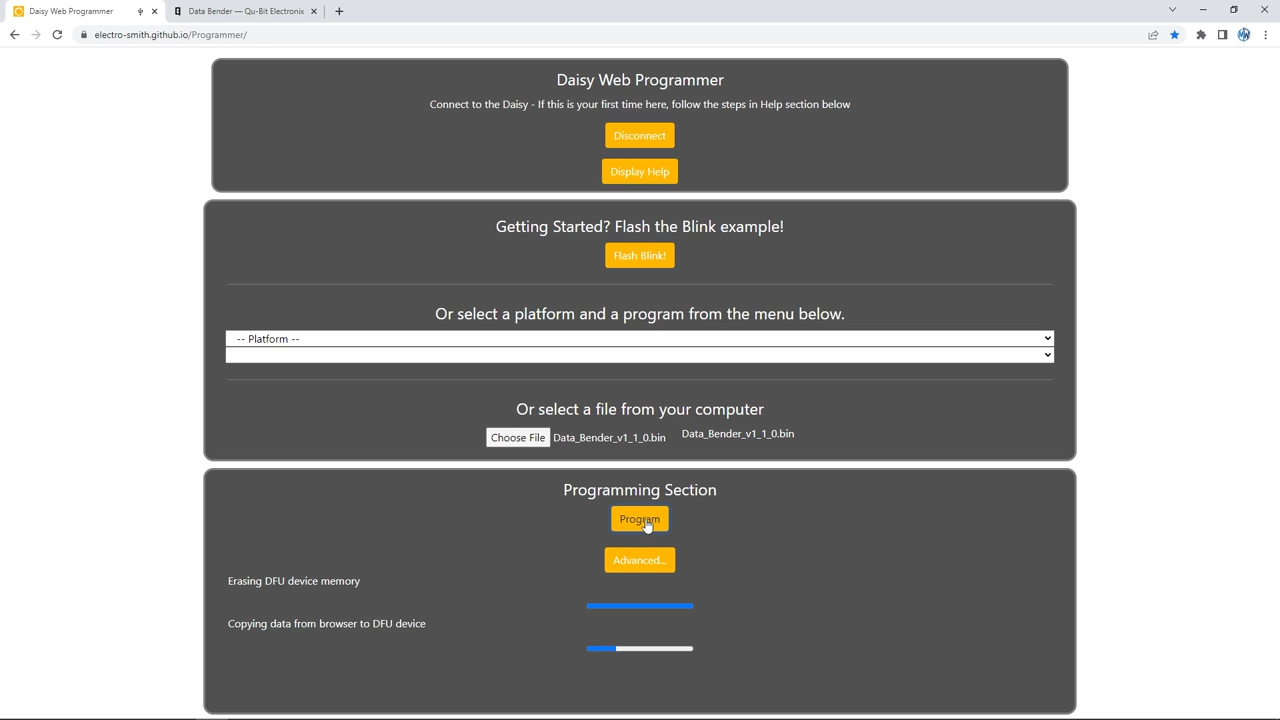 Daisy Web Programmer
Data Bender — Qu-Bit Electronix
electro-smith.github.io/Programmer/
Daisy Web Programmer
Connect to the Daisy - If this is your first time here, follow the steps in Help section below
Disconnect
Display Help
Getting Started? Flash the Blink example!
Flash Blink!
Or select a platform and a program from the menu below.
-- Platform --
Or select a file from your computer
Choose File Data_Bender_v1_1_0.bin Data_Bender_v1_1_0.bin
Programming Section
Program
Advanced...
Erasing DFU device memory
Copying data from browser to DFU device